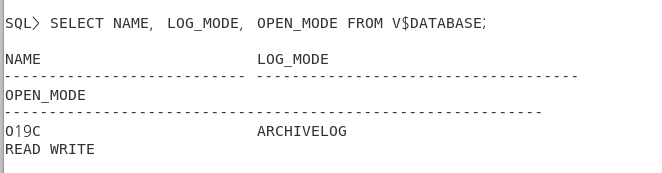 SQL> SELECT NAME, LOG_MODE, OPEN_MODE FROM V$DATABASE;
NAME LOG_MODE
--------------------------- ------------------------------------
OPEN_MODE
------------------------------------------------------------
O19C ARCHIVELOG
READ WRITE